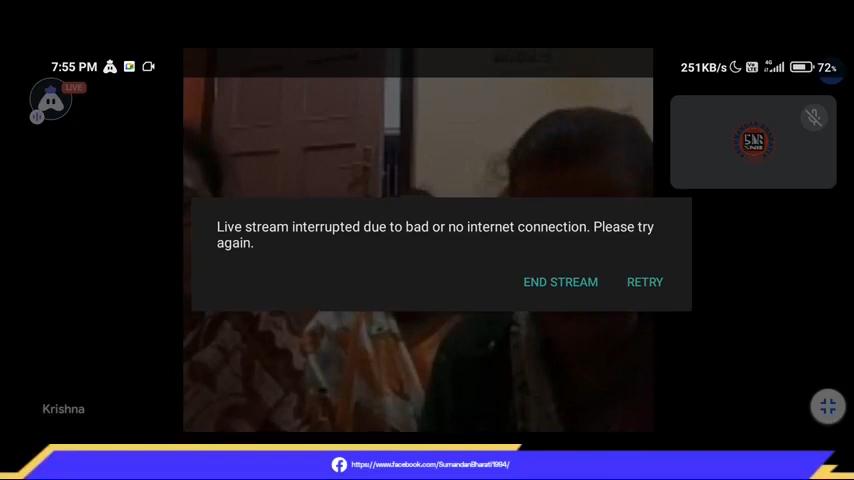 7:55 PM
251KB/s 4G 72%
LIVE
Live stream interrupted due to bad or no internet connection. Please try
again.
END STREAM RETRY
Krishna
https://www.facebook.com/SumandanBharati1994/